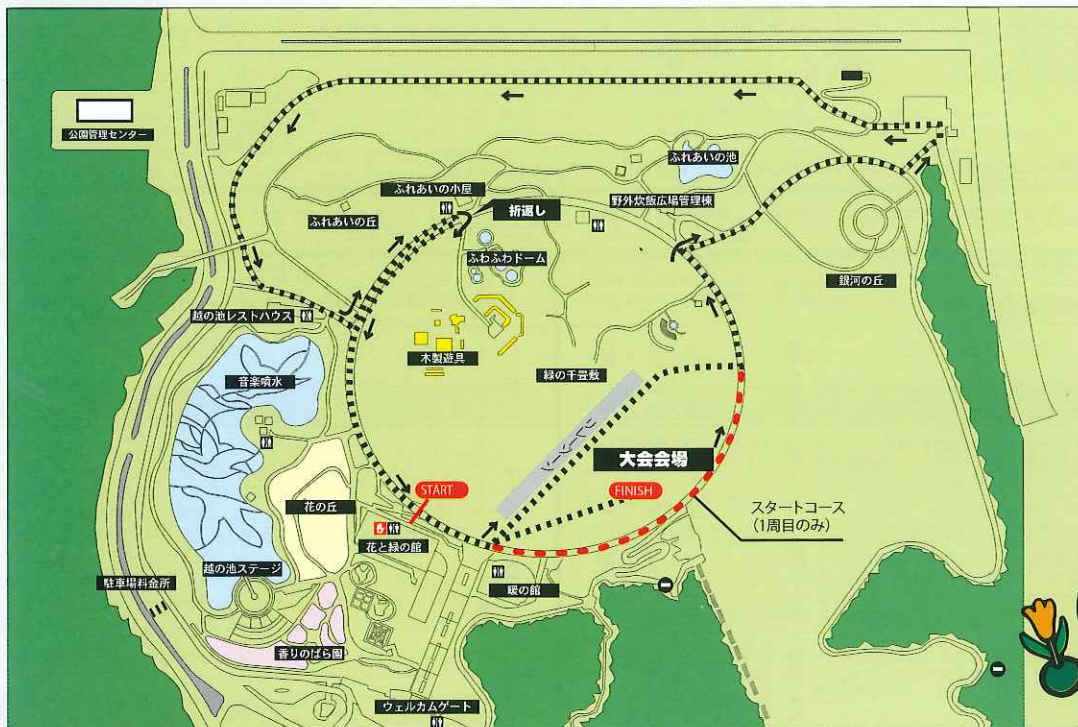 公園管理センター
ふれあいの池
ふれあいの小屋
折返し
野外炊飯広場管理棟
ふれあいの丘
ふわふわドーム
銀河の丘
越の池レストハウス
木製遊具
緑の千畳敷
音楽噴水
リレーゾーン
大会会場
START
FINISH
花の丘
スタートコース
(1周目のみ)
花と緑の館
越の池ステージ
暖の館
駐車場料金所
香りのばら園
ウェルカムゲート